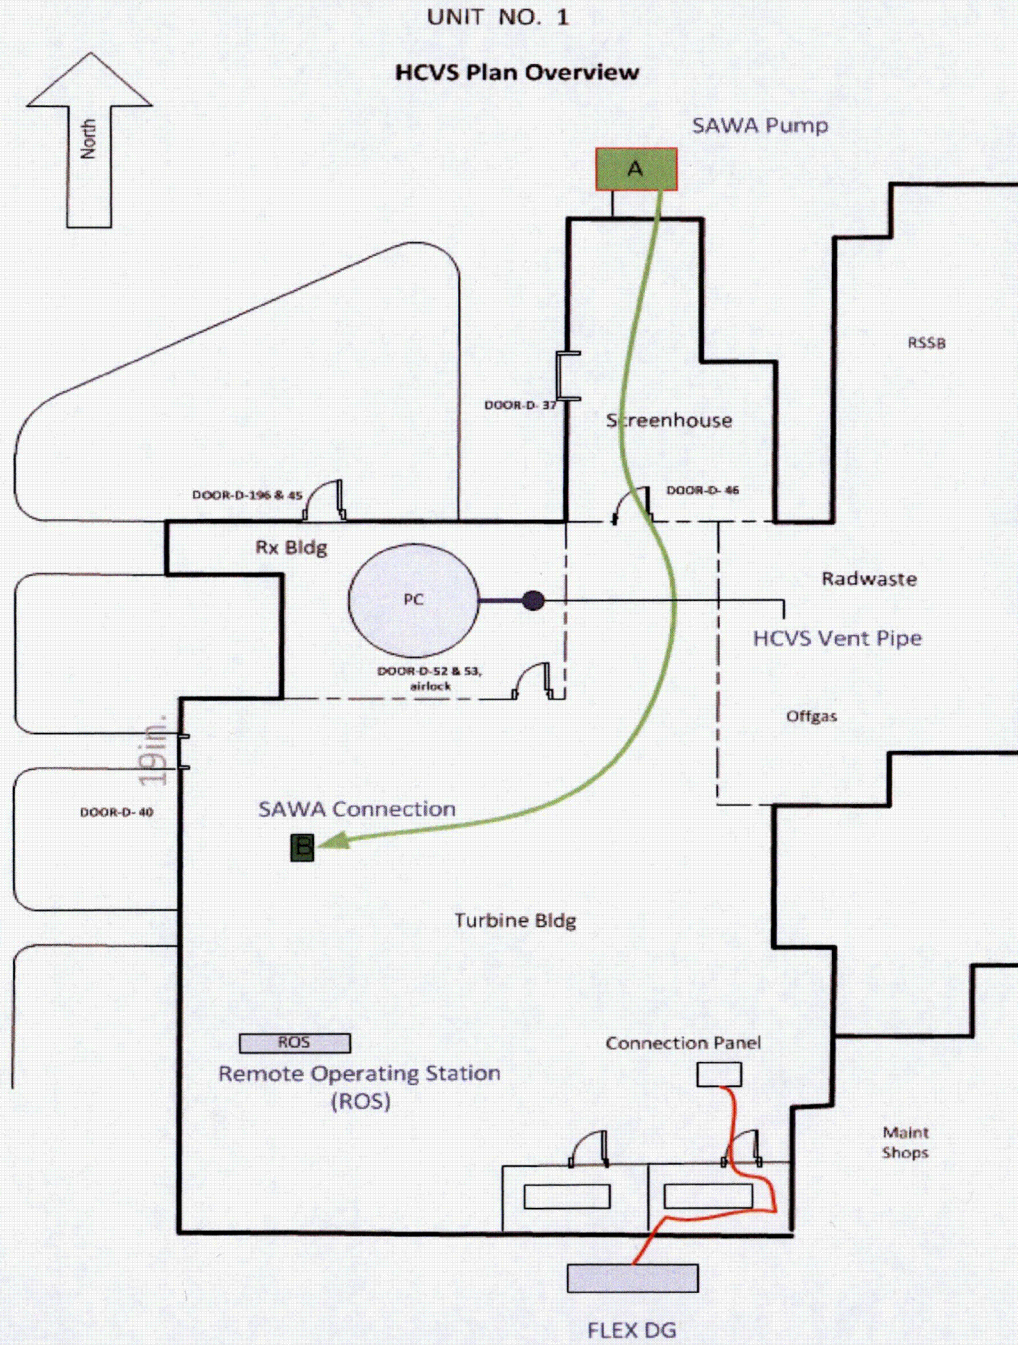 UNIT NO. 1
HCVS Plan Overview
North
SAWA Pump
A
RSSB
DOOR-D- 37
Screenhouse
DOOR-D-196 & 45
DOOR-D- 46
Rx Bldg
PC
Radwaste
HCVS Vent Pipe
DOOR-D-52 & 53,
airlock
Offgas
19in.
SAWA Connection
DOOR-D- 40
B
Turbine Bldg
ROS
Remote Operating Station
(ROS)
Connection Panel
Maint
Shops
FLEX DG